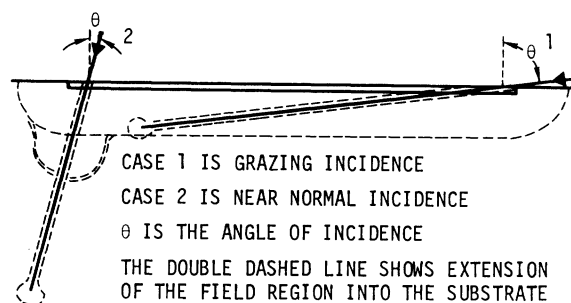 θ
2
1
θ
CASE 1 IS GRAZING INCIDENCE
CASE 2 IS NEAR NORMAL INCIDENCE
θ IS THE ANGLE OF INCIDENCE
THE DOUBLE DASHED LINE SHOWS EXTENSION
OF THE FIELD REGION INTO THE SUBSTRATE